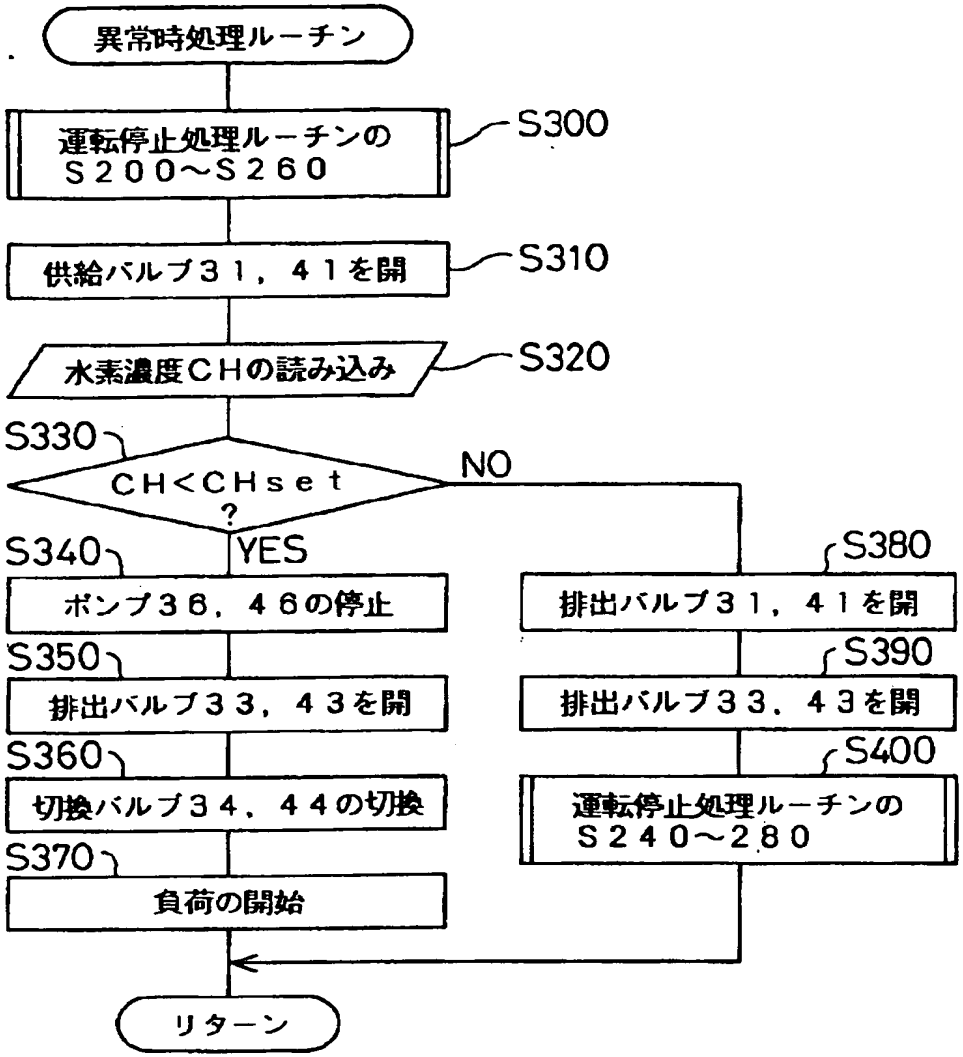 異常時処理ルーチン
運転停止処理ルーチンの
S200～S260
S300
供給バルブ31，41を開
S310
水素濃度CHの読み込み
S320
S330
CH<CHset
?
NO
YES
S340
ポンプ36，46の停止
S350
排出バルブ33，43を開
S360
切換バルブ34，44の切換
S370
負荷の開始
S380
排出バルブ31，41を開
S390
排出バルブ33，43を開
S400
運転停止処理ルーチンの
S240～280
リターン